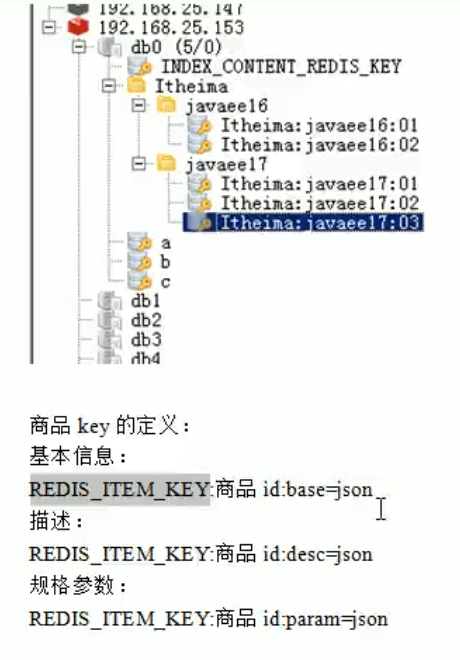 192.168.25.147
192.168.25.153
db0 (5/0)
INDEX_CONTENT_REDIS_KEY
Itheima
javaee16
Itheima:javaee16:01
Itheima:javaee16:02
javae17
Itheima:javaee17:01
Itheima:javaee17:02
Itheima:javaee17:03
a
b
c
db1
db2
db3
db4
商品 key 的定义：
基本信息：
REDIS_ITEM_KEY:商品 id:base=json
描述：
REDIS_ITEM_KEY:商品 id:desc=json
规格参数：
REDIS_ITEM_KEY:商品 id:param=json